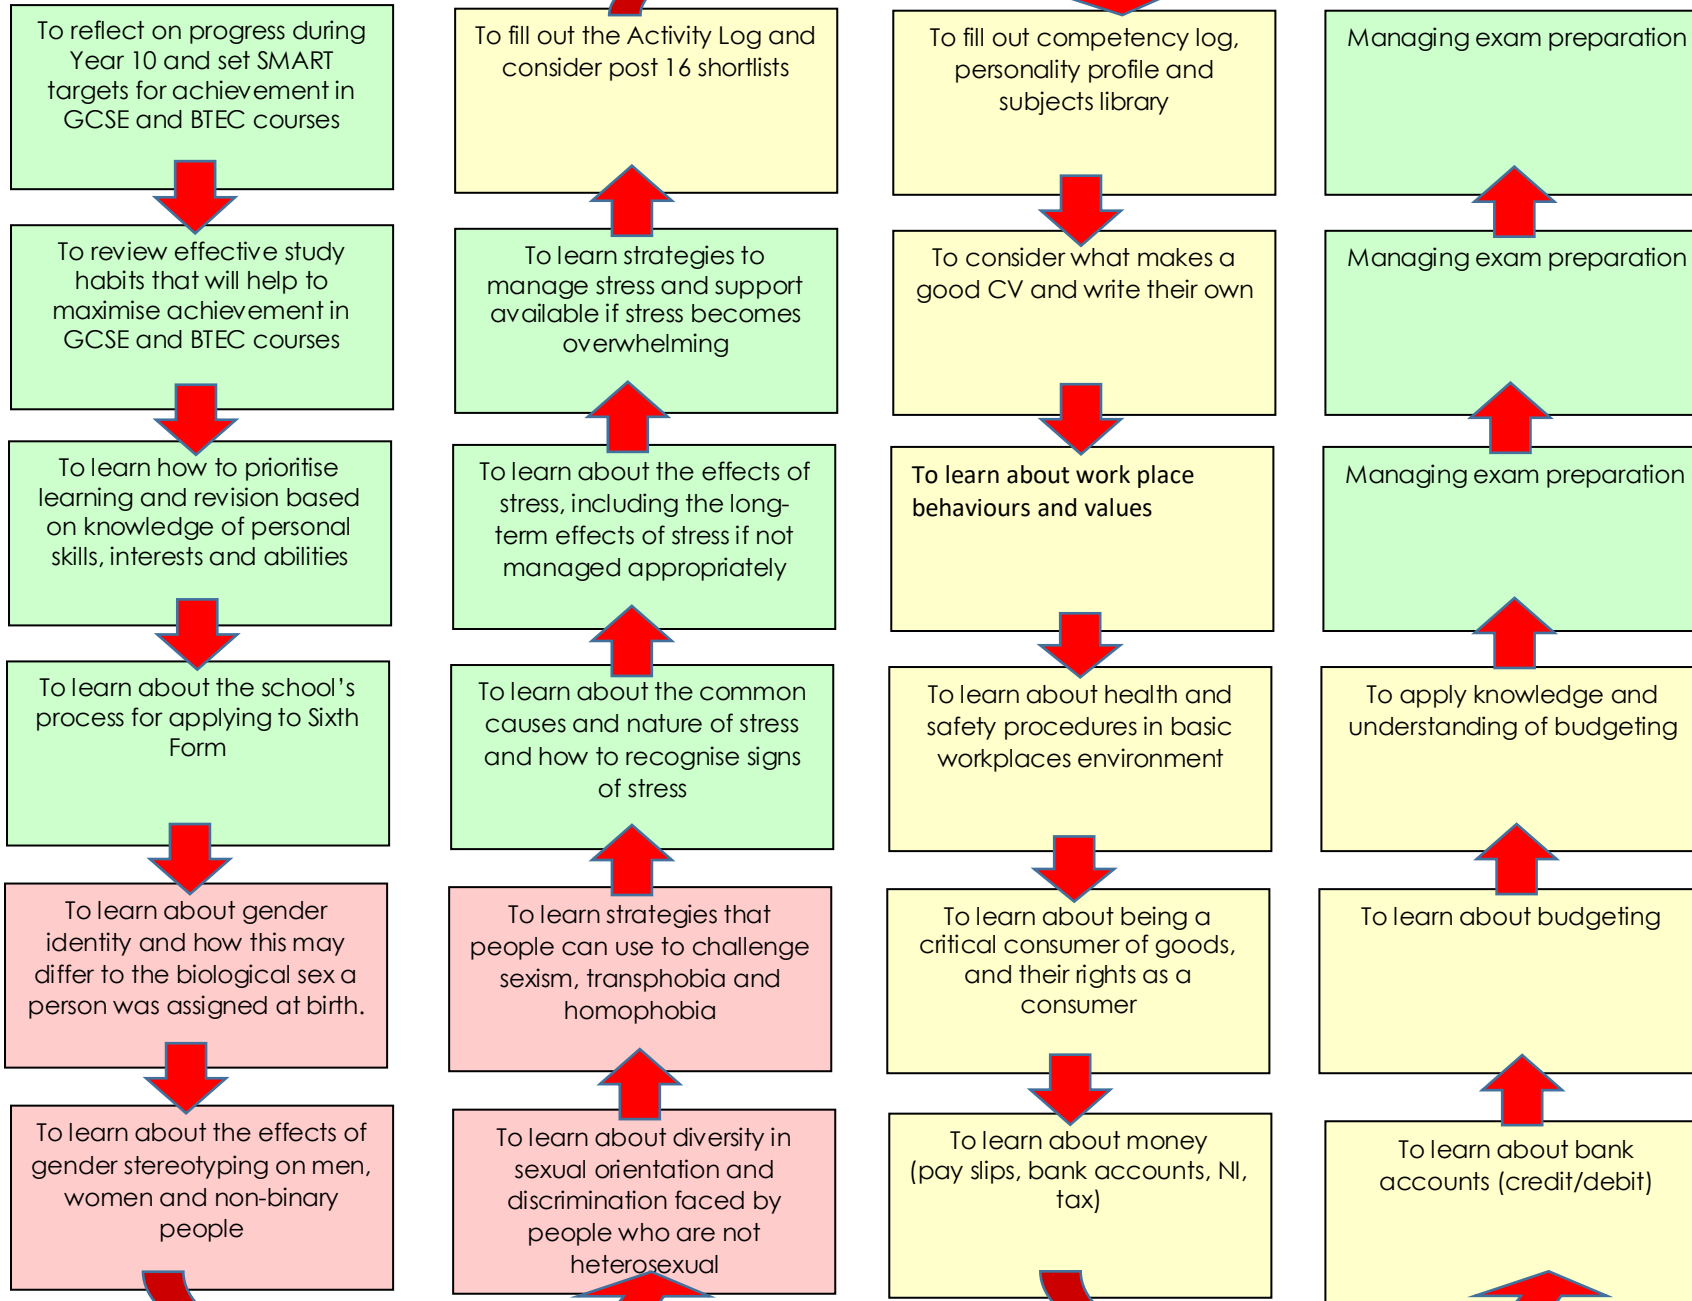 To reflect on progress during
Year 10 and set SMART
targets for achievement in
GCSE and BTEC courses
To review effective study
habits that will help to
maximise achievement in
GCSE and BTEC courses
To learn how to prioritise
learning and revision based
on knowledge of personal
skills, interests and abilities
To learn about the school’s
process for applying to Sixth
Form
To learn about gender
identity and how this may
differ to the biological sex a
person was assigned at birth.
To learn about the effects of
gender stereotyping on men,
women and non-binary
people
To fill out the Activity Log and
consider post 16 shortlists
To learn strategies to
manage stress and support
available if stress becomes
overwhelming
To learn about the effects of
stress, including the long-
term effects of stress if not
managed appropriately
To learn about the common
causes and nature of stress
and how to recognise signs
of stress
To learn strategies that
people can use to challenge
sexism, transphobia and
homophobia
To learn about diversity in
sexual orientation and
discrimination faced by
people who are not
heterosexual
To fill out competency log,
personality profile and
subjects library
To consider what makes a
good CV and write their own
To learn about work place
behaviours and values
To learn about health and
safety procedures in basic
workplaces environment
To learn about being a
critical consumer of goods,
and their rights as a
consumer
To learn about money
(pay slips, bank accounts, NI,
tax)
Managing exam preparation
Managing exam preparation
Managing exam preparation
To apply knowledge and
understanding of budgeting
To learn about budgeting
To learn about bank
accounts (credit/debit)